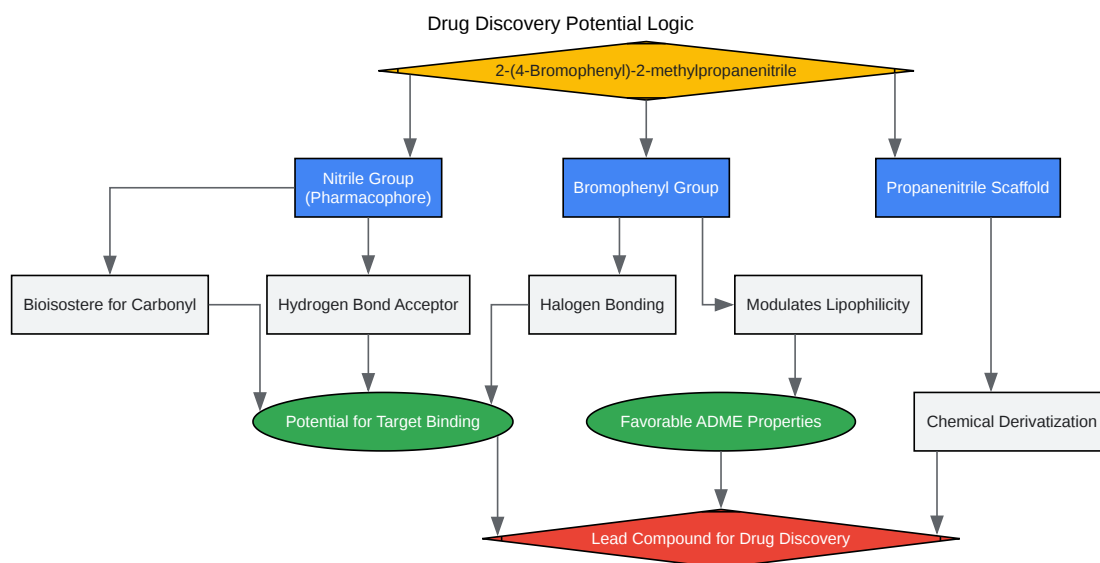 Drug Discovery Potential Logic
2-(4-Bromophenyl)-2-methylpropanenitrile
Nitrile Group
(Pharmacophore)
Bromophenyl Group
Propanenitrile Scaffold
Bioisostere for Carbonyl
Hydrogen Bond Acceptor
Halogen Bonding
Modulates Lipophilicity
Potential for Target Binding
Favorable ADME Properties
Chemical Derivatization
Lead Compound for Drug Discovery